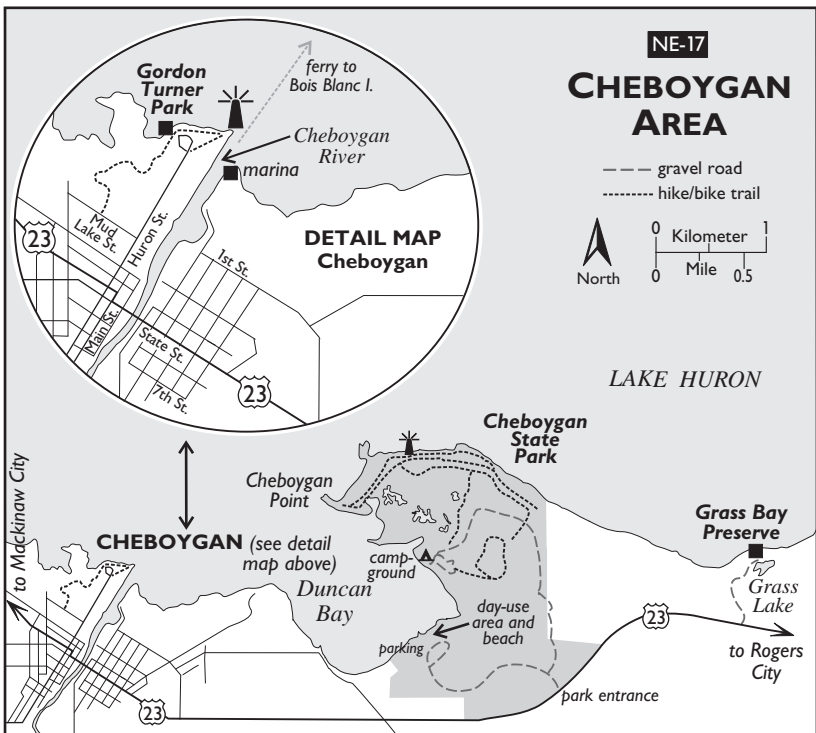 NE-17
CHEBOYGAN
AREA
gravel road
hike/bike trail
North
0
Kilometer
1
0
Mile
0.5
ferry to
Bois Blanc I.
Gordon
Turner
Park
Cheboygan
River
marina
DETAIL MAP
Cheboygan
23
Mud
Lake St.
Huron St.
1st St.
Main St.
State St.
7th St.
23
LAKE HURON
Cheboygan
State
Park
Cheboygan
Point
Grass Bay
Preserve
to Mackinaw City
CHEBOYGAN (see detail
map above)
camp-
ground
Duncan
Bay
Grass
Lake
day-use
area and
beach
parking
23
to Rogers
City
park entrance
23